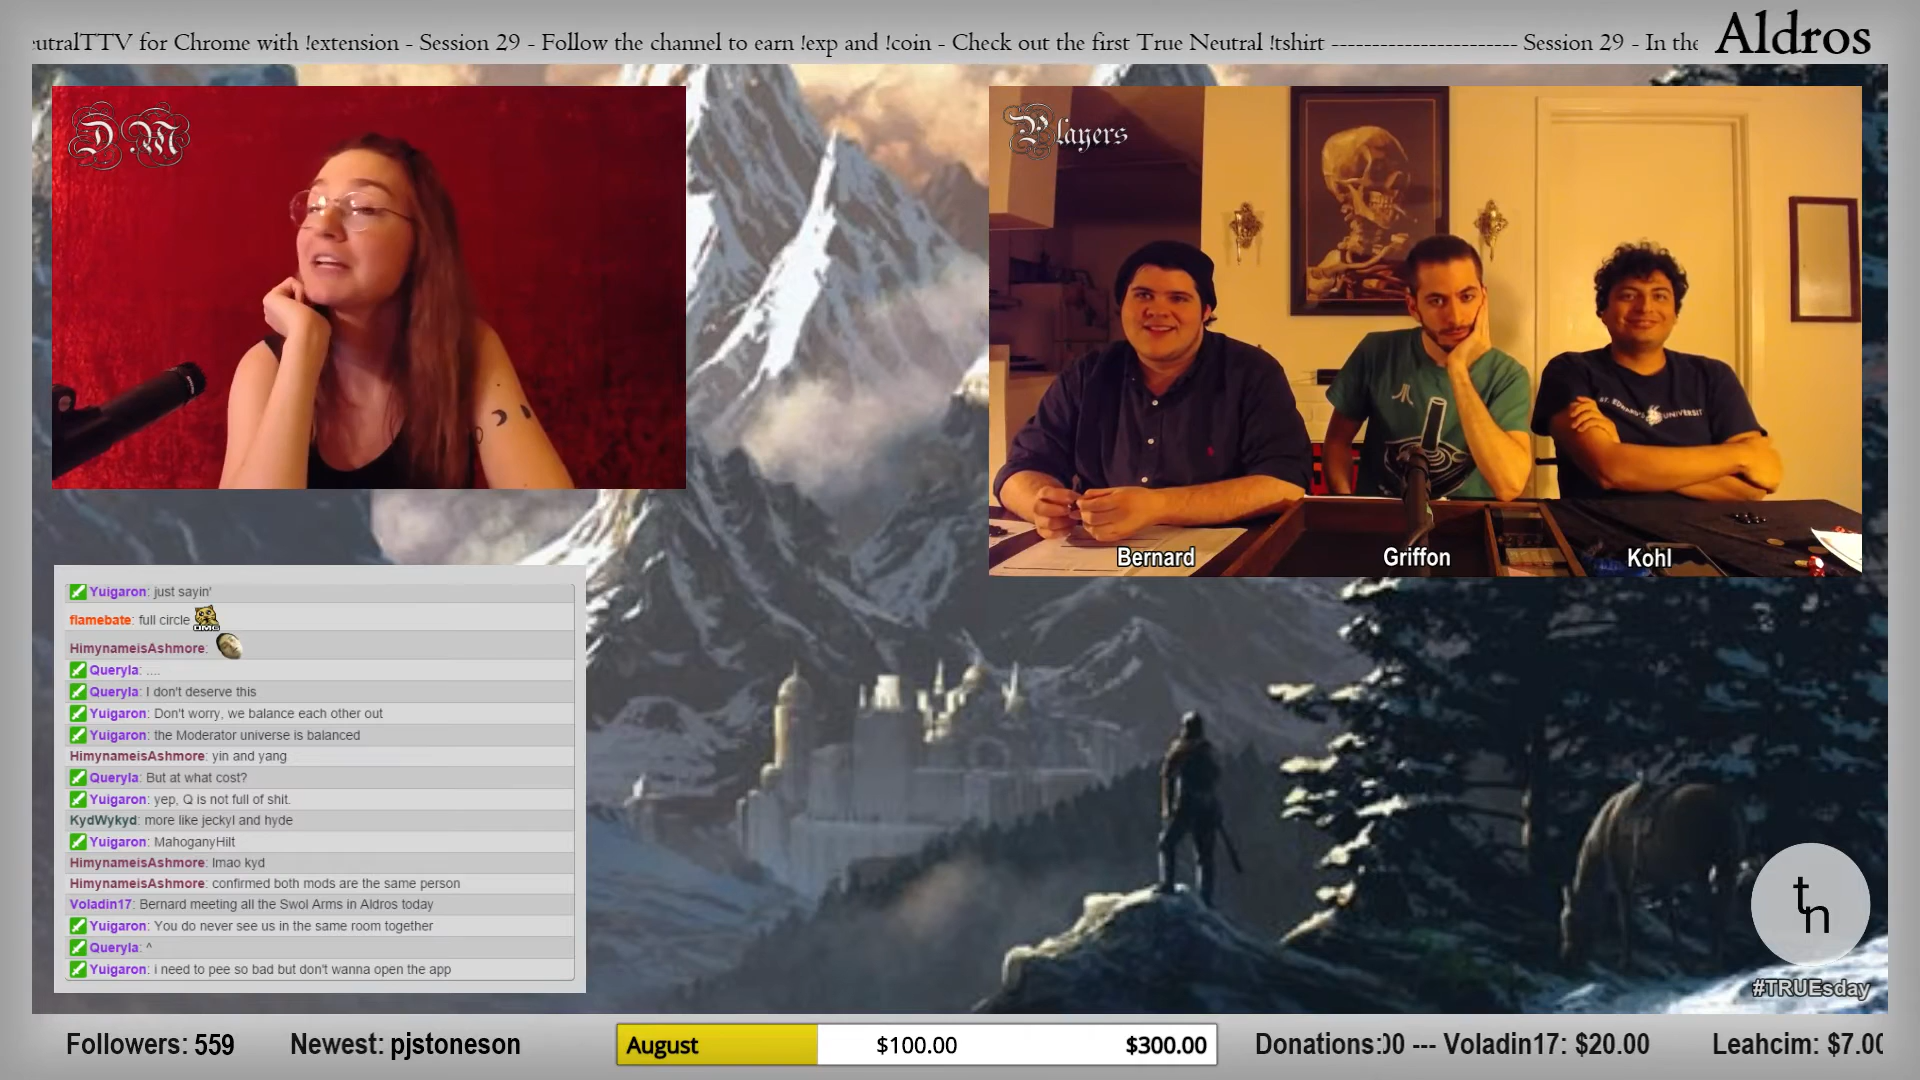 eutralTTV for Chrome with !extension - Session 29 - Follow the channel to earn !exp and !coin - Check out the first True Neutral !tshirt ----------------------- Session 29 - In the
Aldros
DM
Players
ST. EDWARD'S UNIVERSITY
Bernard
Griffon
Kohl
Yuigaron: just sayin'
flamebate: full circle OMG
HimynameisAshmore:
Queryla: ....
Queryla: I don't deserve this
Yuigaron: Don't worry, we balance each other out
Yuigaron: the Moderator universe is balanced
HimynameisAshmore: yin and yang
Queryla: But at what cost?
Yuigaron: yep, Q is not full of shit.
KydWykyd: more like jeckyl and hyde
Yuigaron: MahoganyHilt
HimynameisAshmore: lmao kyd
HimynameisAshmore: confirmed both mods are the same person
Voladin17: Bernard meeting all the Swol Arms in Aldros today
Yuigaron: You do never see us in the same room together
Queryla: ^
Yuigaron: i need to pee so bad but don't wanna open the app
tn
#TRUEsday
Followers: 559
Newest: pjstoneson
August
$100.00
$300.00
Donations:00 --- Voladin17: $20.00
Leahcim: $7.00